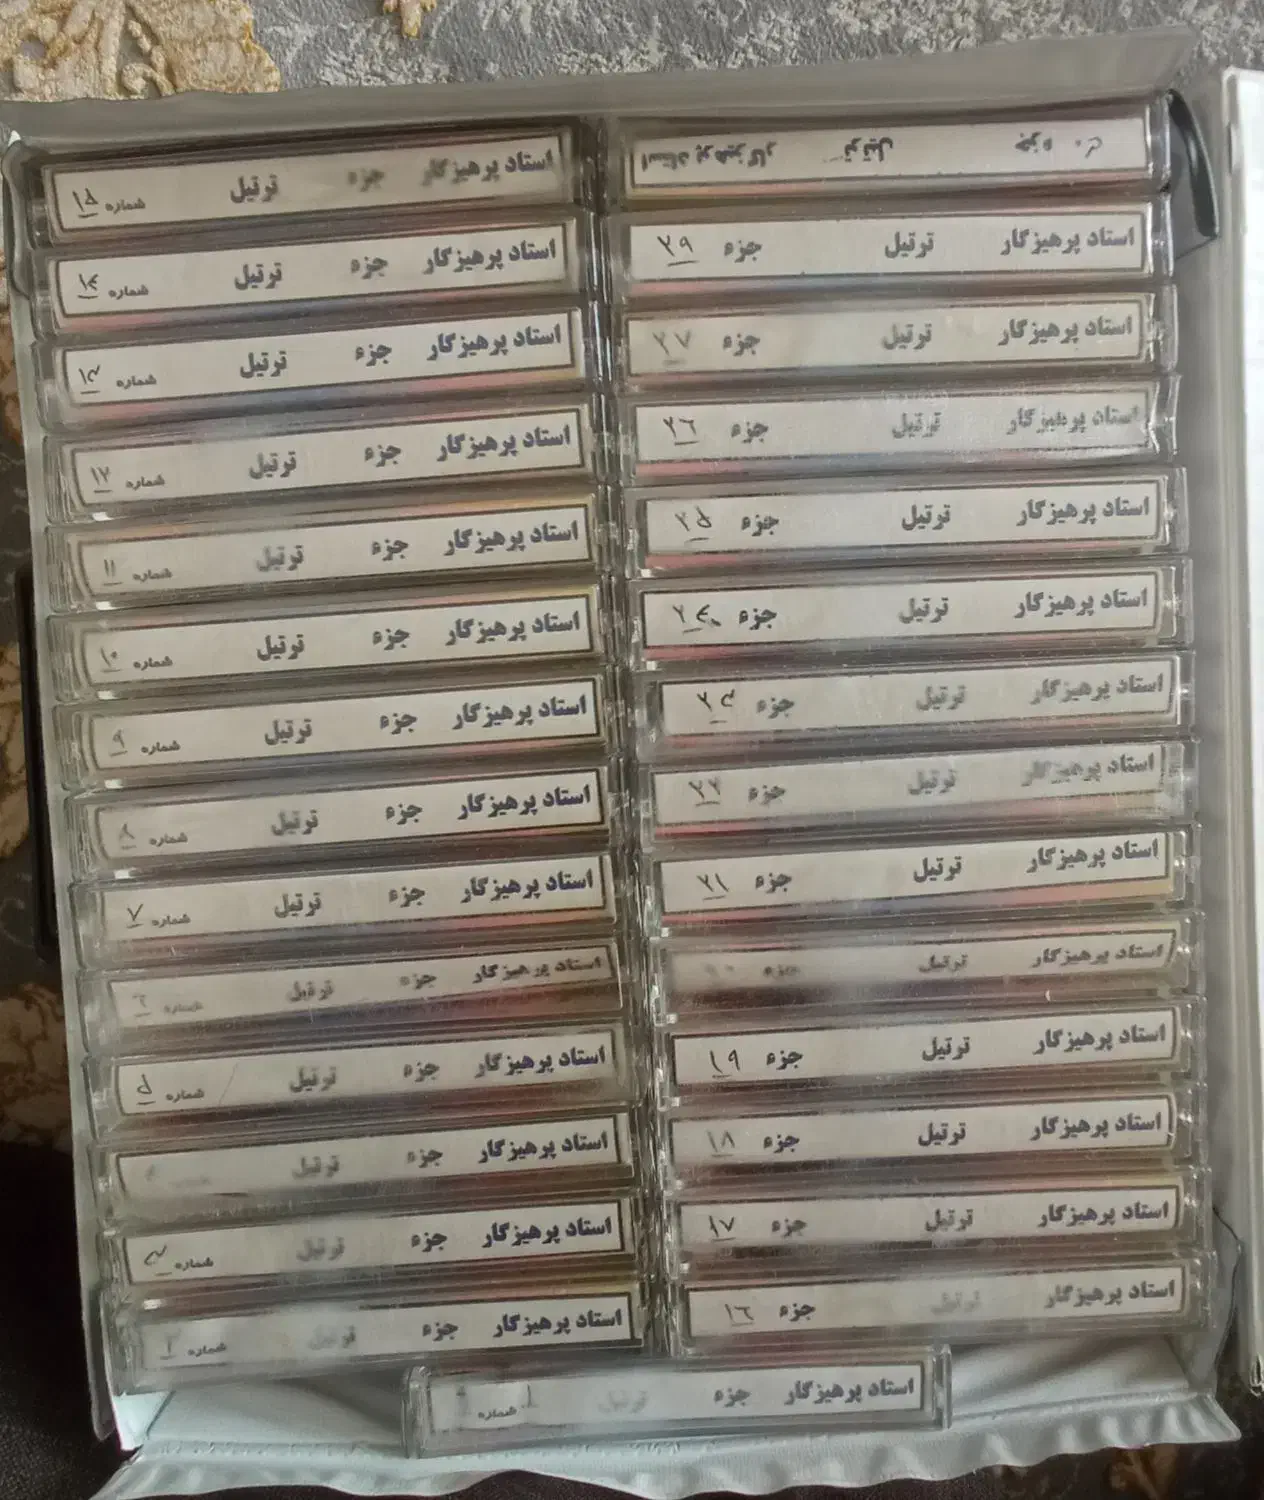 استاد پرهیزگار ترتیل جزء ۳۰
استاد پرهیزگار جزء ۲۹ ترتیل
استاد پرهیزگار ترتیل جزء ۲۷
استاد پرهیزگار ترتیل جزء ۲۶
استاد پرهیزگار ترتیل جزء ۲۵
استاد پرهیزگار ترتیل جزء ۲۴
استاد پرهیزگار ترتیل جزء ۲۳
استاد پرهیزگار ترتیل جزء ۲۲
استاد پرهیزگار ترتیل جزء ۲۱
استاد پرهیزگار ترتیل جزء ۲۰
استاد پرهیزگار ترتیل جزء ۱۹
استاد پرهیزگار ترتیل جزء ۱۸
استاد پرهیزگار ترتیل جزء ۱۷
استاد پرهیزگار ترتیل جزء ۱۶
استاد پرهیزگار جزء ترتیل شماره ۱۵
استاد پرهیزگار جزء ترتیل شماره ۱۴
استاد پرهیزگار جزء ترتیل شماره ۱۳
استاد پرهیزگار جزء ترتیل شماره ۱۲
استاد پرهیزگار جزء ترتیل شماره ۱۱
استاد پرهیزگار جزء ترتیل شماره ۱۰
استاد پرهیزگار جزء ترتیل شماره ۹
استاد پرهیزگار جزء ترتیل شماره ۸
استاد پرهیزگار جزء ترتیل شماره ۷
استاد پرهیزگار جزء ترتیل شماره ۶
استاد پرهیزگار جزء ترتیل شماره ۵
استاد پرهیزگار جزء ترتیل
استاد پرهیزگار جزء ترتیل شماره ۳
استاد پرهیزگار جزء ترتیل شماره ۲
استاد پرهیزگار جزء ترتیل شماره